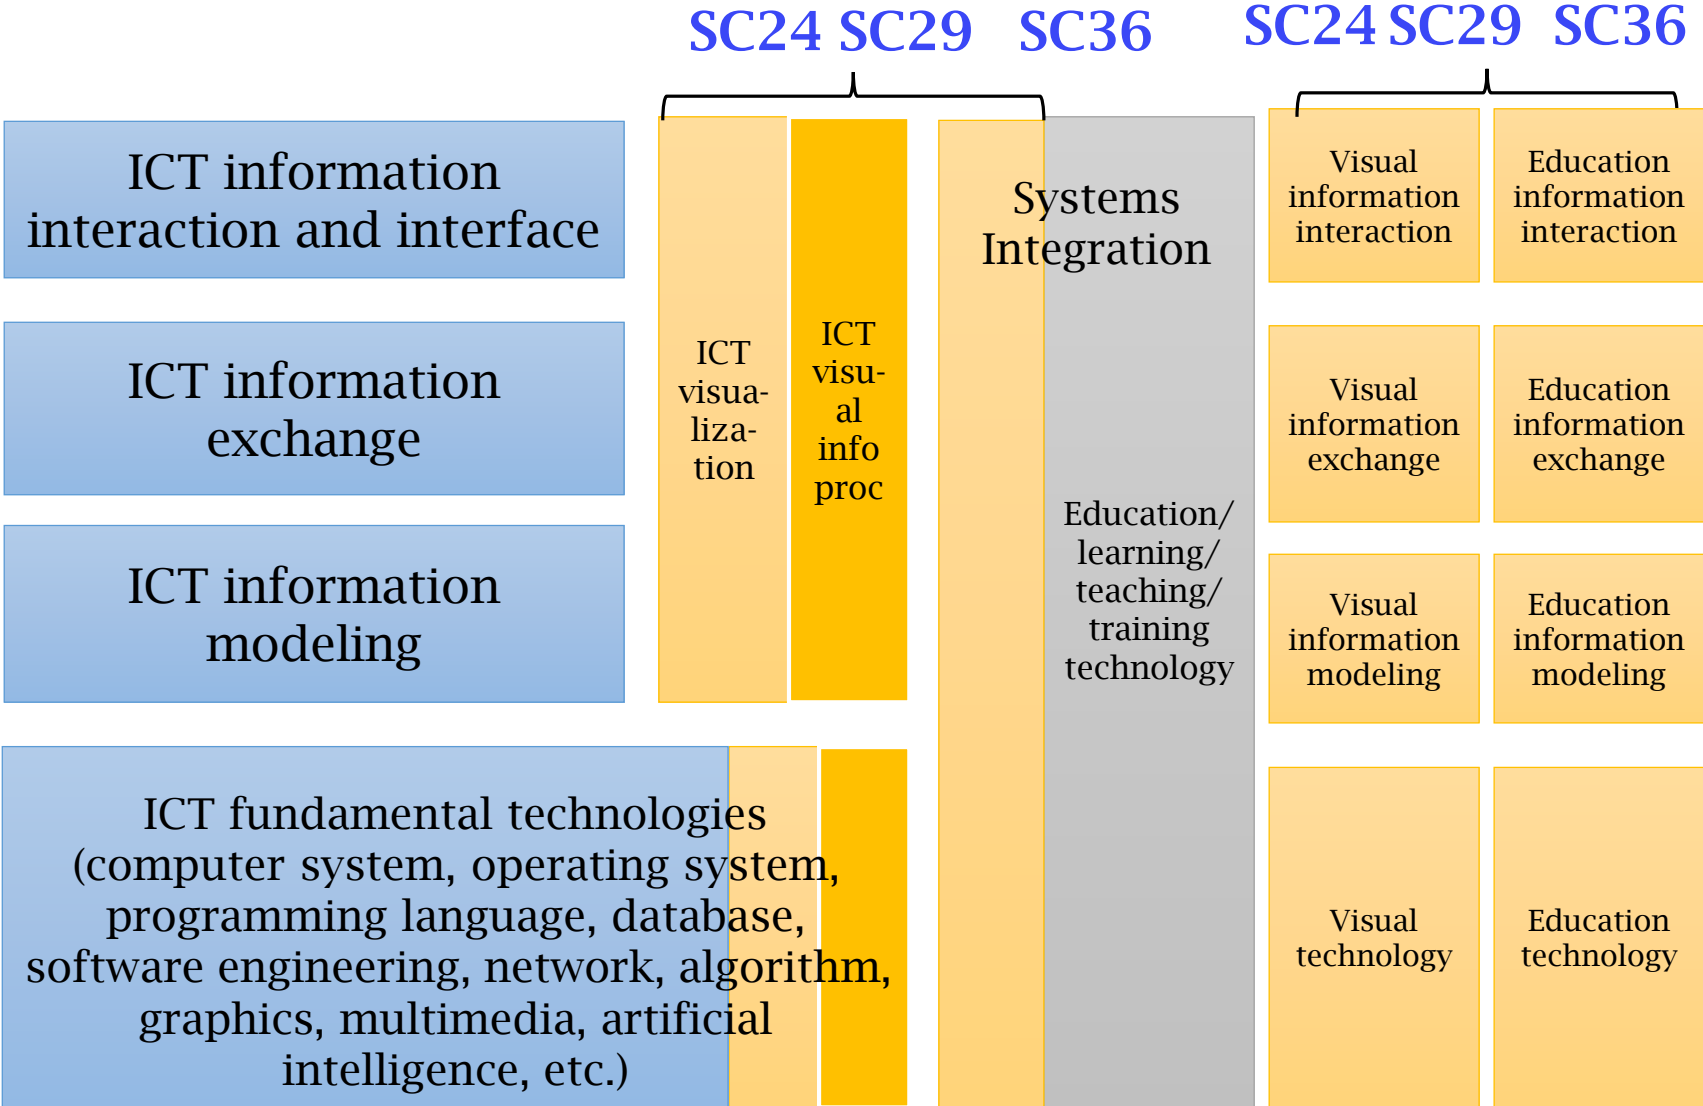 SC24 SC29 SC36
SC24 SC29 SC36
ICT information
interaction and interface
ICT information
exchange
ICT information
modeling
ICT fundamental technologies
(computer system, operating system,
programming language, database,
software engineering, network, algorithm,
graphics, multimedia, artificial
intelligence, etc.)
ICT
visua-
liza-
tion
ICT
visu-
al
info
proc
Systems
Integration
Education/
learning/
teaching/
training
technology
Visual
information
interaction
Education
information
interaction
Visual
information
exchange
Education
information
exchange
Visual
information
modeling
Education
information
modeling
Visual
technology
Education
technology